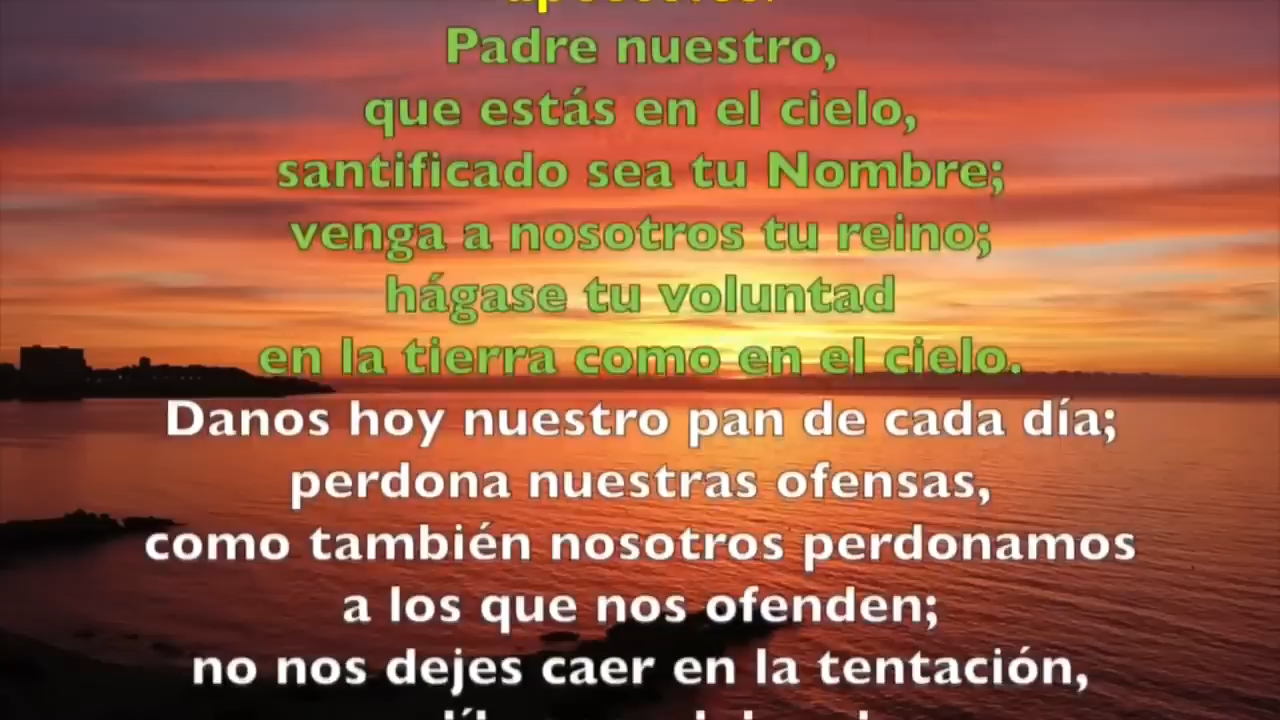 Padre nuestro,
que estás en el cielo,
santificado sea tu Nombre;
venga a nosotros tu reino;
hágase tu voluntad
en la tierra como en el cielo.
Danos hoy nuestro pan de cada día;
perdona nuestras ofensas,
como también nosotros perdonamos
a los que nos ofenden;
no nos dejes caer en la tentación,